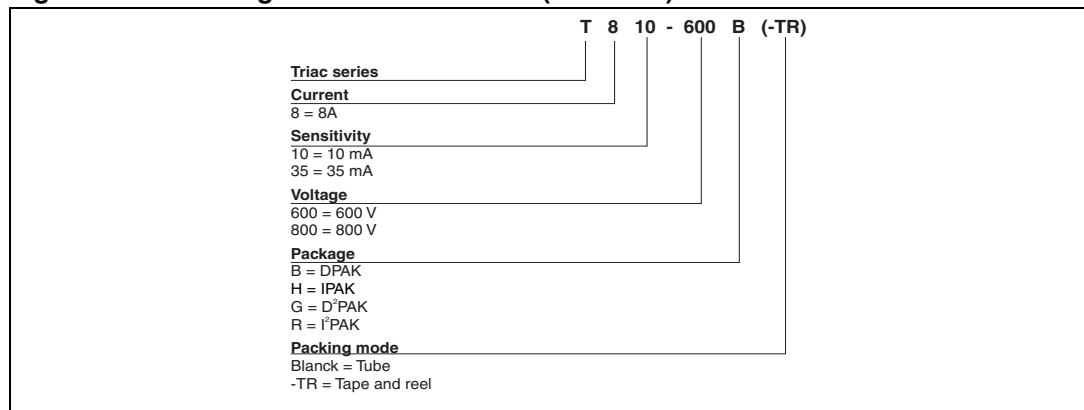 T 8 10 - 600 B (-TR)
Triac series
Current
8 = 8A
Sensitivity
10 = 10 mA
35 = 35 mA
Voltage
600 = 600 V
800 = 800 V
Package
B = DPAK
H = IPAK
G = D²PAK
R = I²PAK
Packing mode
Blanck = Tube
-TR = Tape and reel